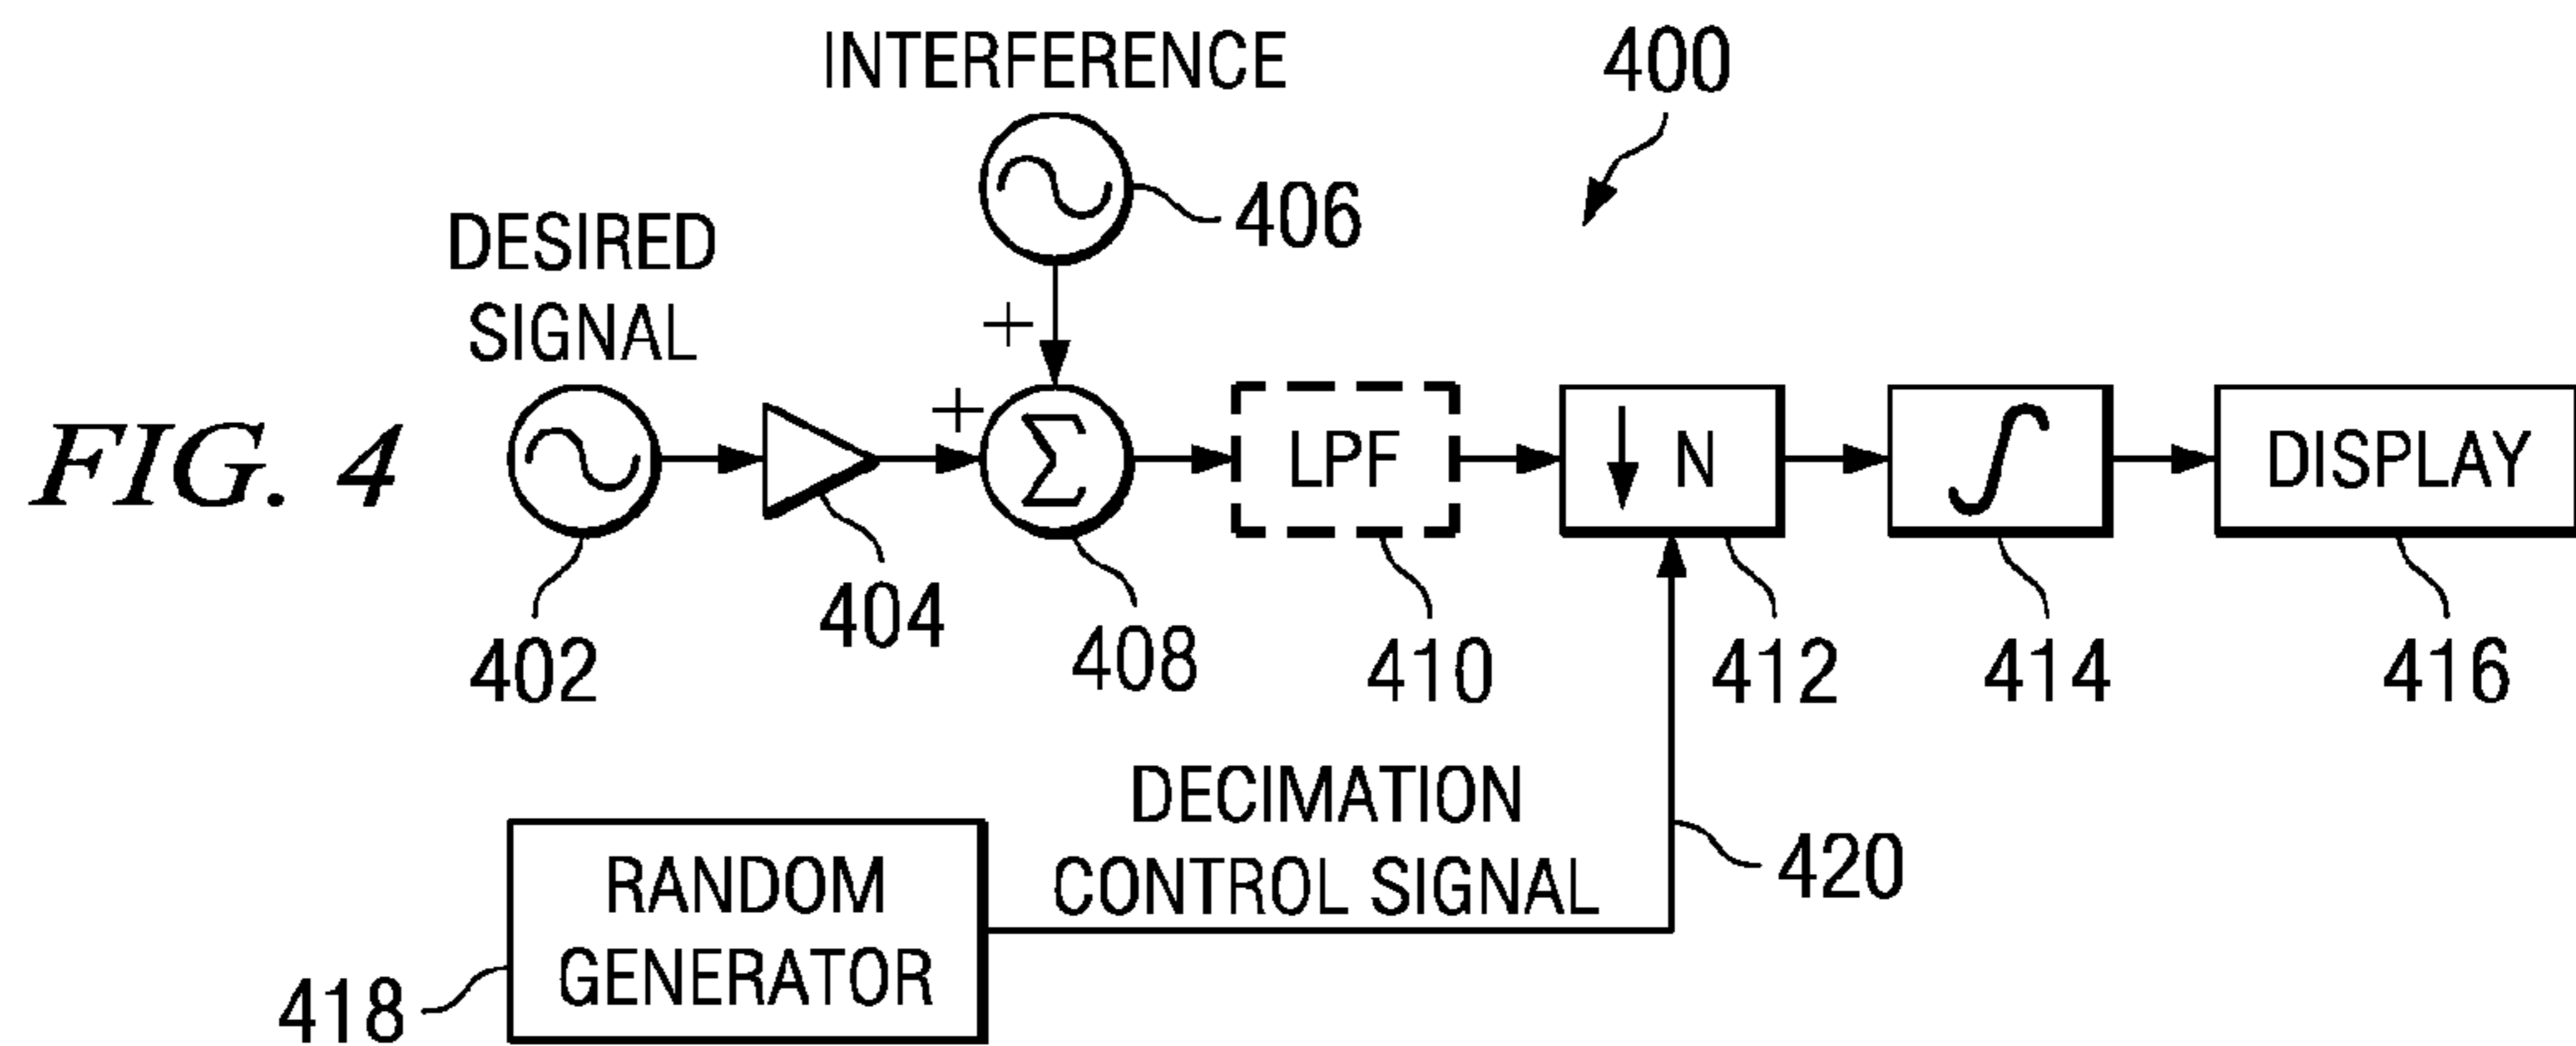 INTERFERENCE
400
406
DESIRED
SIGNAL
+
+
FIG. 4
Σ
LPF
↓ N
∫
DISPLAY
402
404
408
410
412
414
416
DECIMATION
CONTROL SIGNAL
420
RANDOM
GENERATOR
418